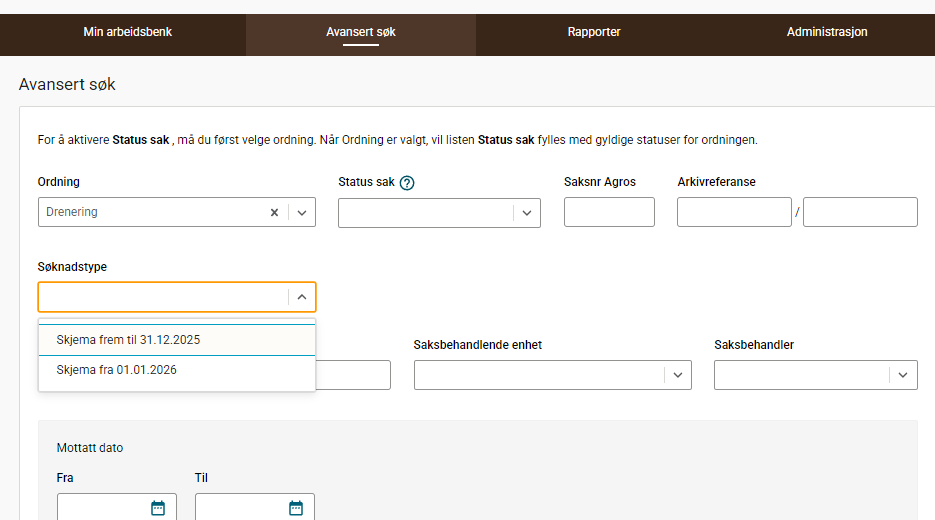 Min arbeidsbenk Avansert søk Rapporter Administrasjon
Avansert søk
For å aktivere Status sak , må du først velge ordning. Når Ordning er valgt, vil listen Status sak fylles med gyldige statuser for ordningen.
Ordning Status sak ? Saksnr Agros Arkivreferanse
Drenering /
Søknadstype
Skjema frem til 31.12.2025
Skjema fra 01.01.2026
Saksbehandlende enhet Saksbehandler
Mottatt dato
Fra Til